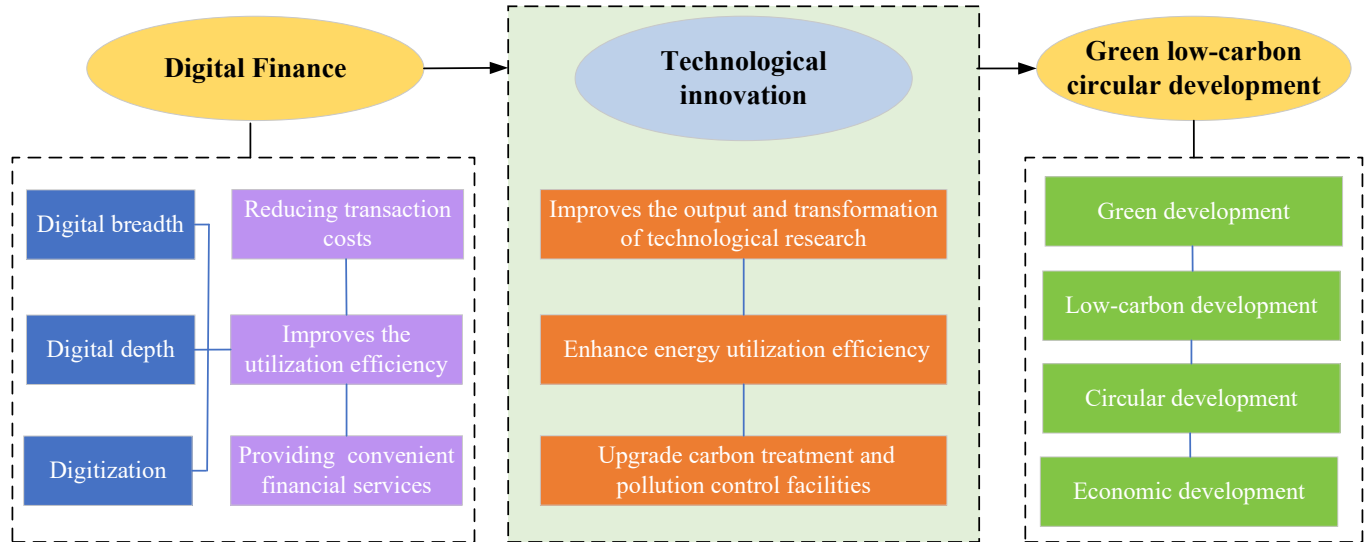 Digital Finance
Technological
innovation
Green low-carbon
circular development
Digital breadth
Digital depth
Digitization
Reducing transaction
costs
Improves the
utilization efficiency
Providing  convenient
financial services
Improves the output and transformation
of technological research
Enhance energy utilization efficiency
Upgrade carbon treatment and
pollution control facilities
Green development
Low-carbon development
Circular development
Economic development